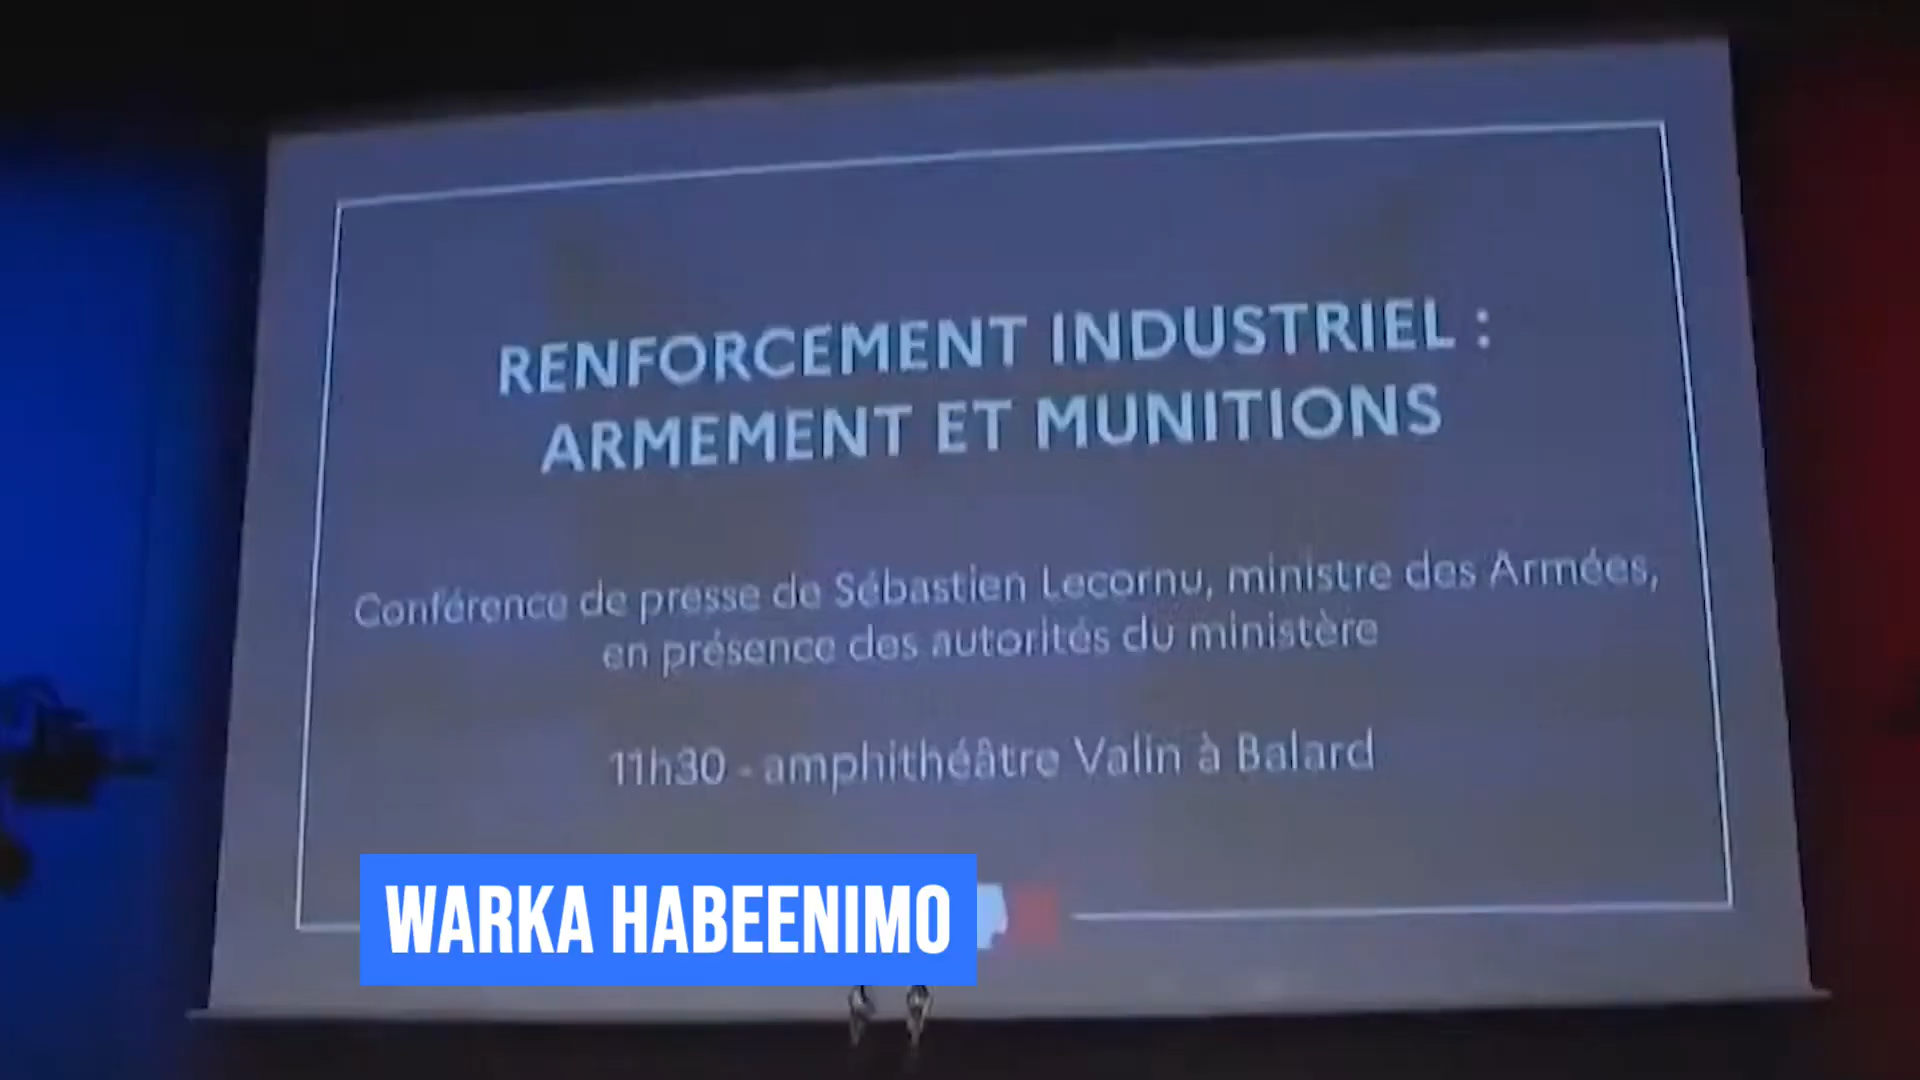 RENFORCEMENT INDUSTRIEL :
ARMEMENT ET MUNITIONS
Conférence de presse de Sébastien Lecornu, ministre des Armées,
en présence des autorités du ministère
11h30 - amphithéâtre Valin à Balard
WARKA HABEENIMO